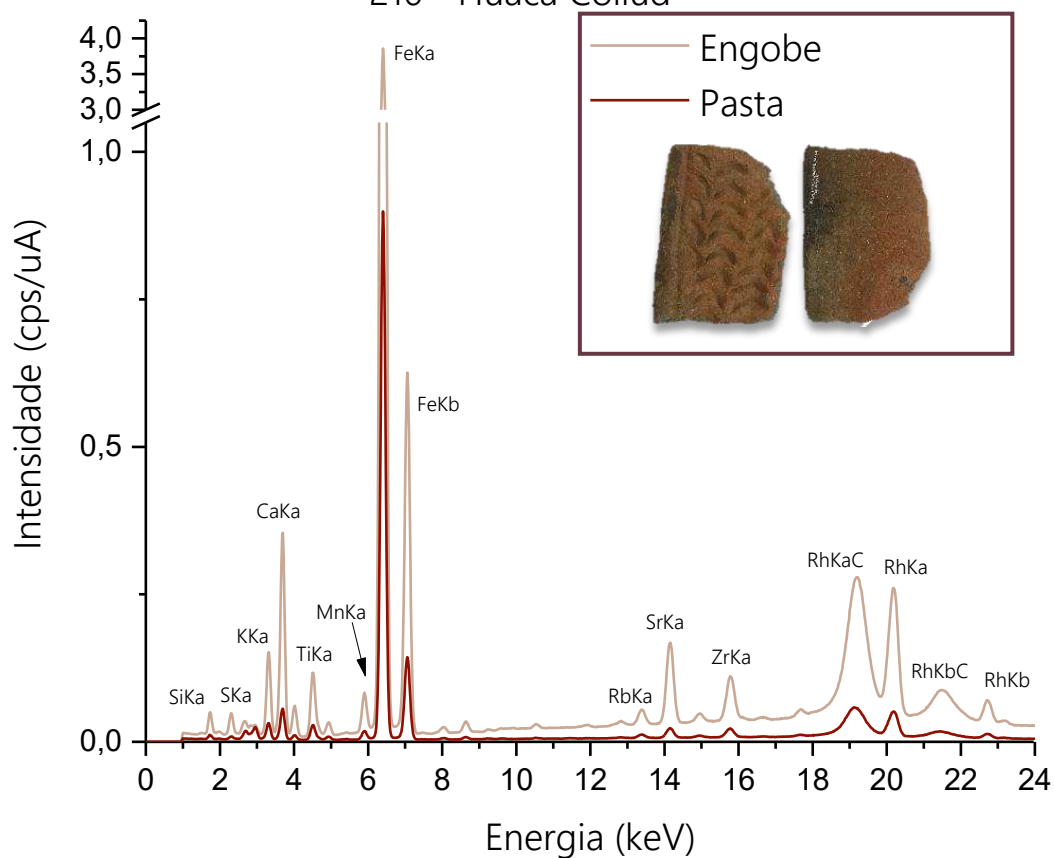 Huaca Collud
Engobe
Pasta
4,0
3,5
3,0
1,0
0,5
0,0
Intensidade (cps/uA)
FeKa
FeKb
CaKa
MnKa
KKa
TiKa
SiKa
SKa
RhKaC
RhKa
SrKa
ZrKa
RbKa
RhKbC
RhKb
0 2 4 6 8 10 12 14 16 18 20 22 24
Energia (keV)